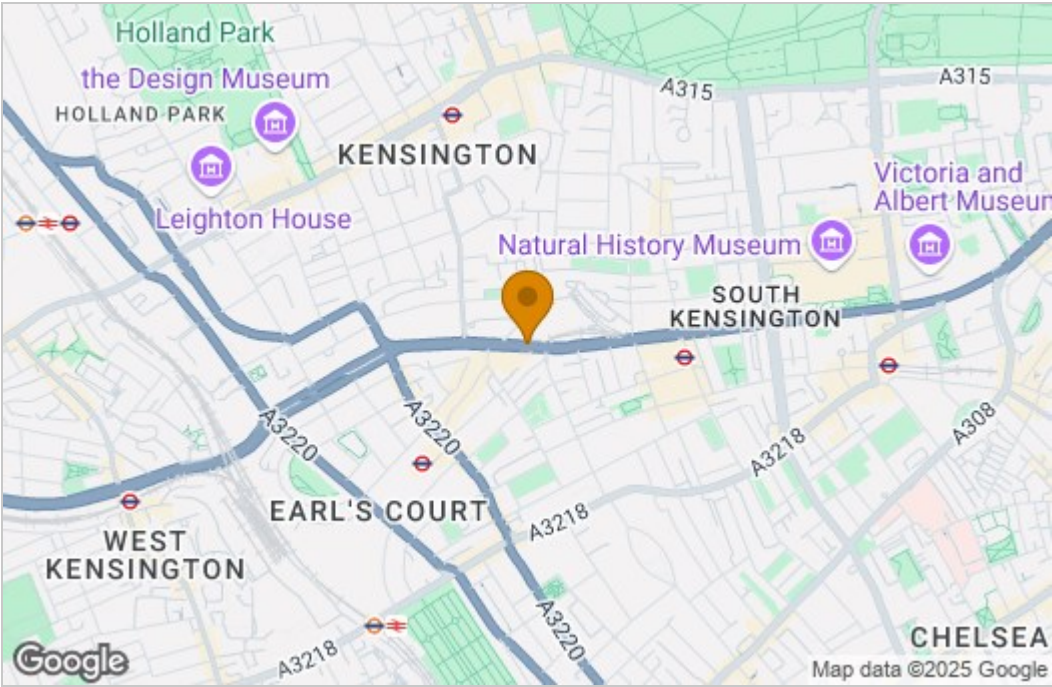 Holland Park
the Design Museum
HOLLAND PARK
A315
A315
KENSINGTON
Victoria and
Albert Museum
Leighton House
Natural History Museum
SOUTH
KENSINGTON
A3220
A3220
A308
A3218
EARL'S COURT
A3218
WEST
KENSINGTON
A3220
CHELSEA
A3218
Google
Map data ©2025 Google